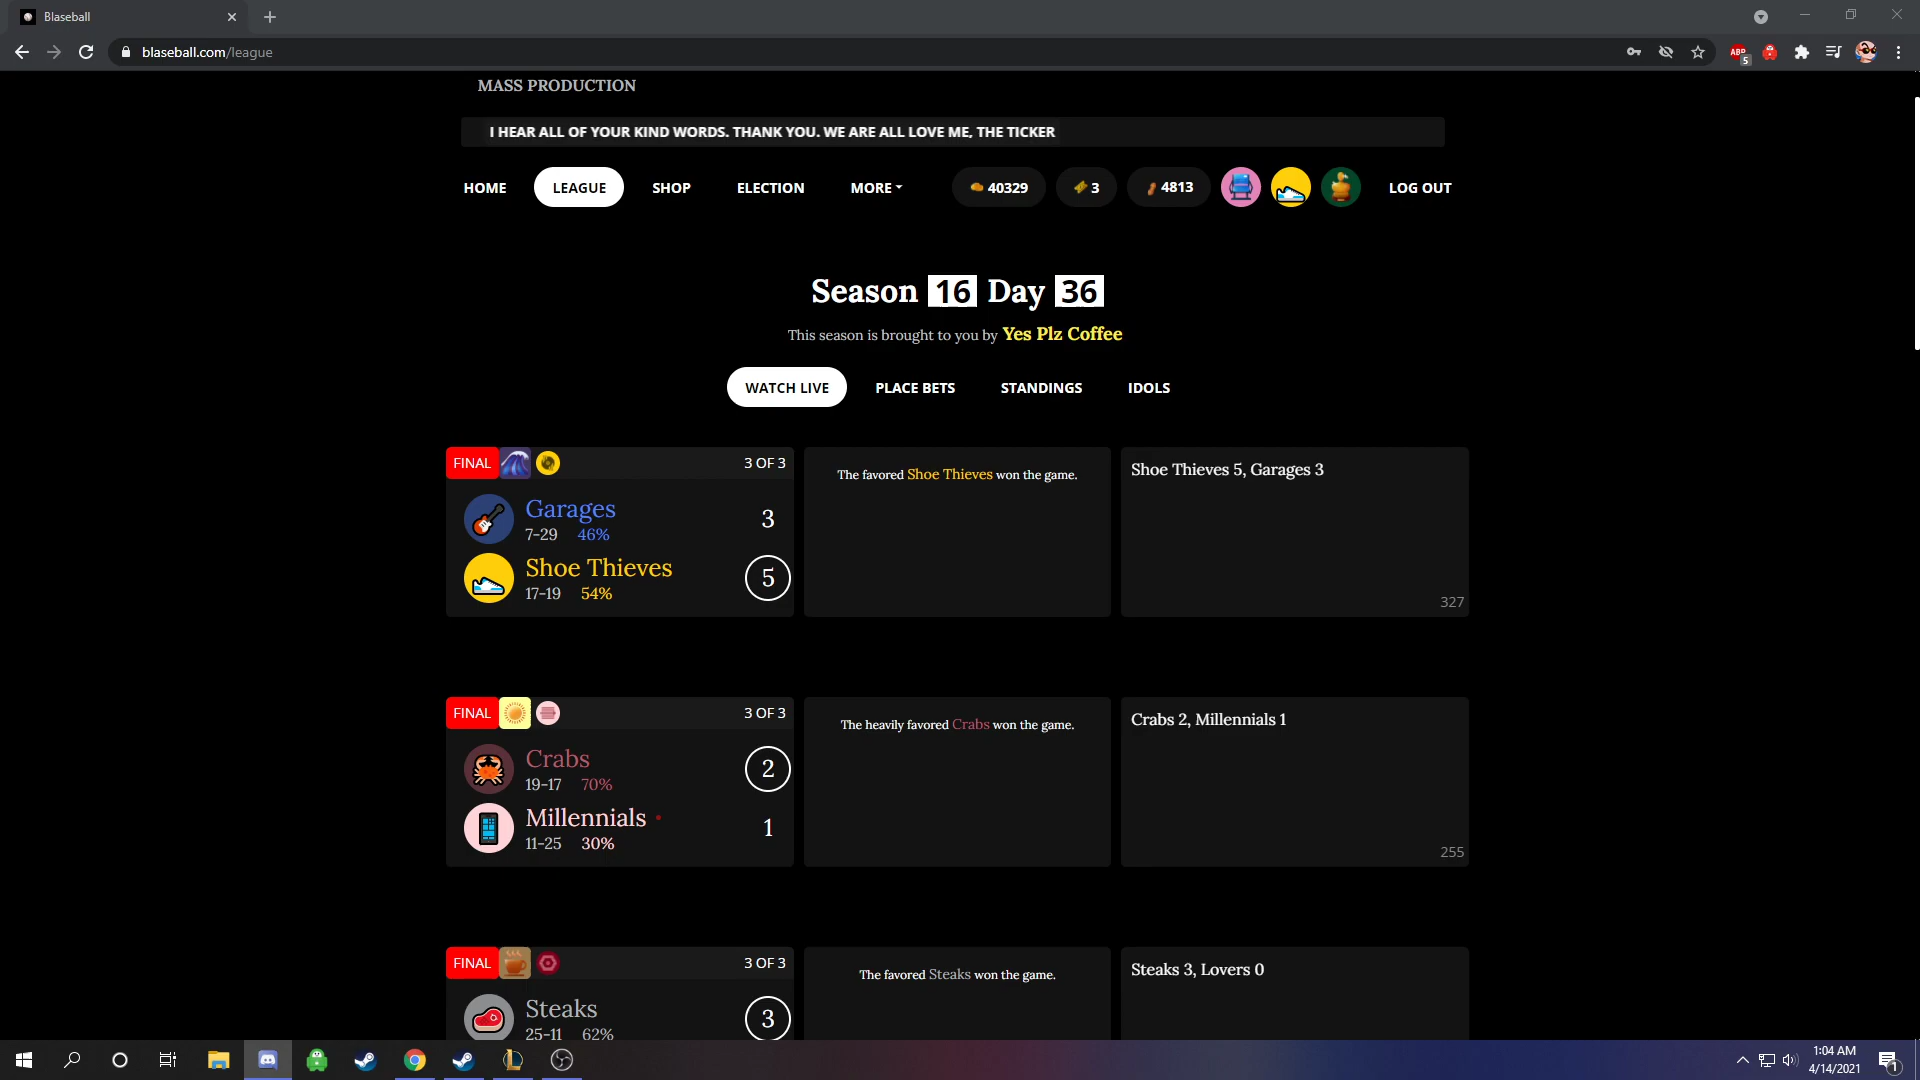 Blaseball
blaseball.com/league
ABP
5
MASS PRODUCTION
I HEAR ALL OF YOUR KIND WORDS. THANK YOU. WE ARE ALL LOVE ME, THE TICKER
HOME LEAGUE SHOP ELECTION MORE 40329 3 4813 LOG OUT
Season 16 Day 36
This season is brought to you by Yes Plz Coffee
WATCH LIVE PLACE BETS STANDINGS IDOLS
FINAL 3 OF 3
Garages 3
7-29 46%
Shoe Thieves 5
17-19 54%
The favored Shoe Thieves won the game.
Shoe Thieves 5, Garages 3
327
FINAL 3 OF 3
Crabs 2
19-17 70%
Millennials 1
11-25 30%
The heavily favored Crabs won the game.
Crabs 2, Millennials 1
255
FINAL 3 OF 3
Steaks 3
25-11 62%
The favored Steaks won the game.
Steaks 3, Lovers 0
1:04 AM
4/14/2021
1